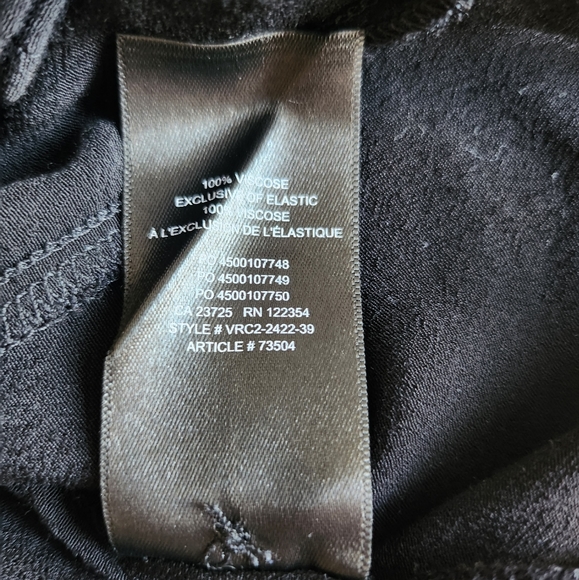 100% VISCOSE
EXCLUSIVE OF ELASTIC
100% VISCOSE
À L'EXCLUSION DE L'ÉLASTIQUE
PO 4500107748
PO 4500107749
PO 4500107750
CA 23725 RN 122354
STYLE # VRC2-2422-39
ARTICLE # 73504